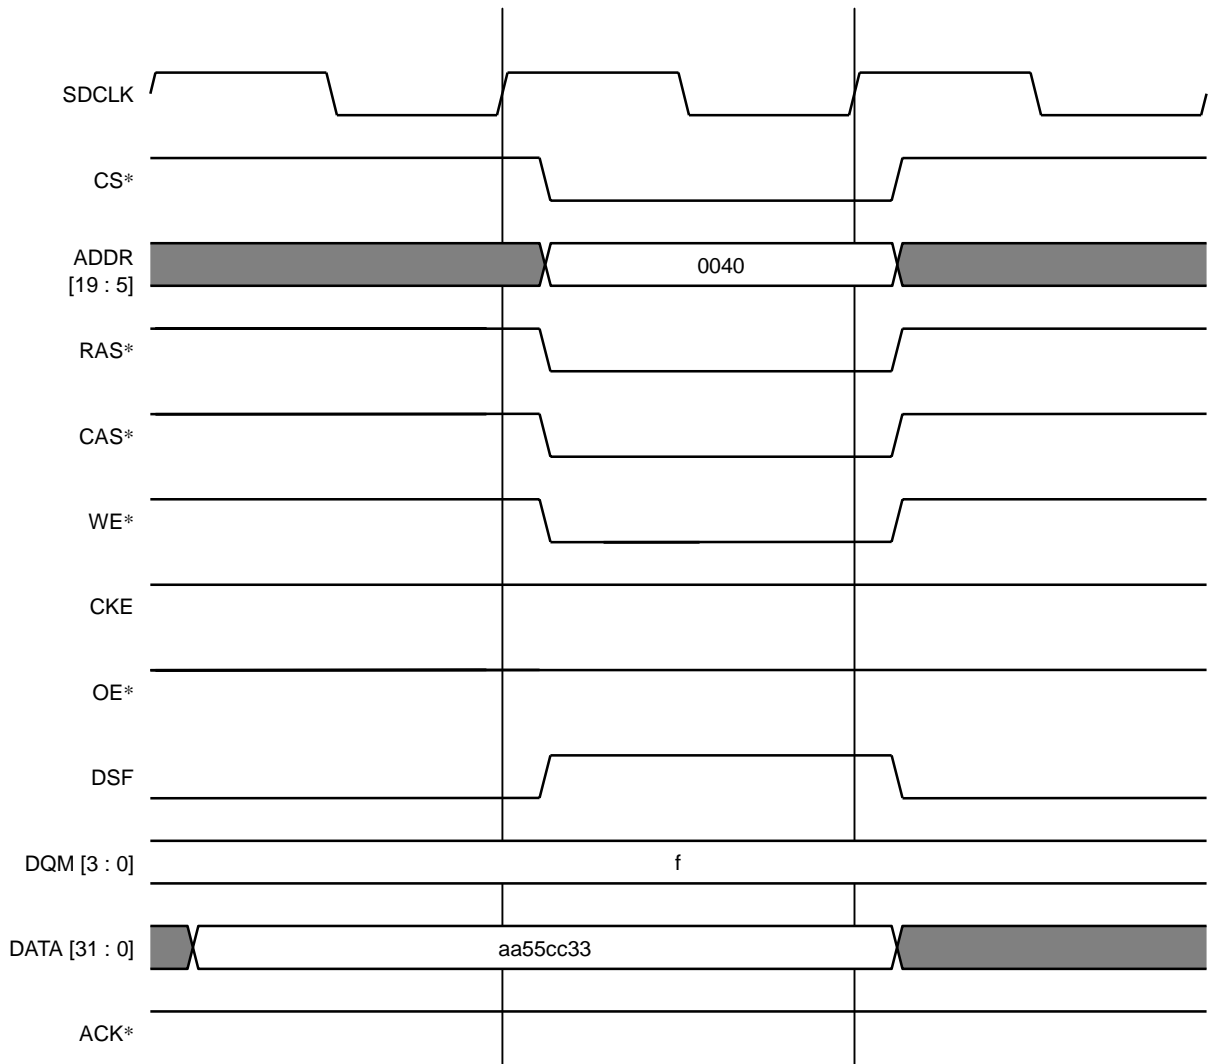 SDCLK
CS*
ADDR
[19 : 5]
0040
RAS*
CAS*
WE*
CKE
OE*
DSF
DQM [3 : 0]
f
DATA [31 : 0]
aa55cc33
ACK*